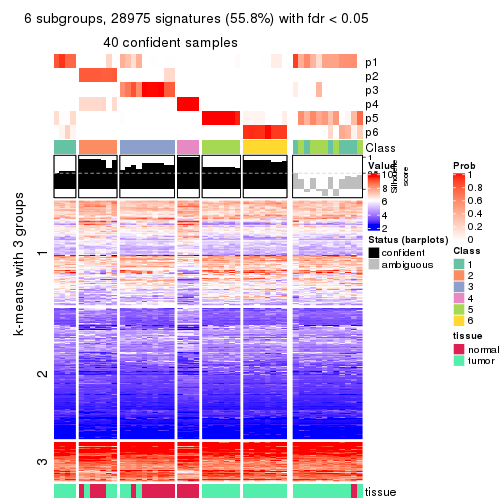 6 subgroups, 28975 signatures (55.8%) with fdr < 0.05
40 confident samples
p1
p2
p3
p4
p5
p6
Class
1
Silhouette
score
k-means with 3 groups
1
2
3
tissue
Value
10
8
6
4
2
Status (barplots)
confident
ambiguous
Prob
1
0.8
0.6
0.4
0.2
0
Class
1
2
3
4
5
6
tissue
normal
tumor